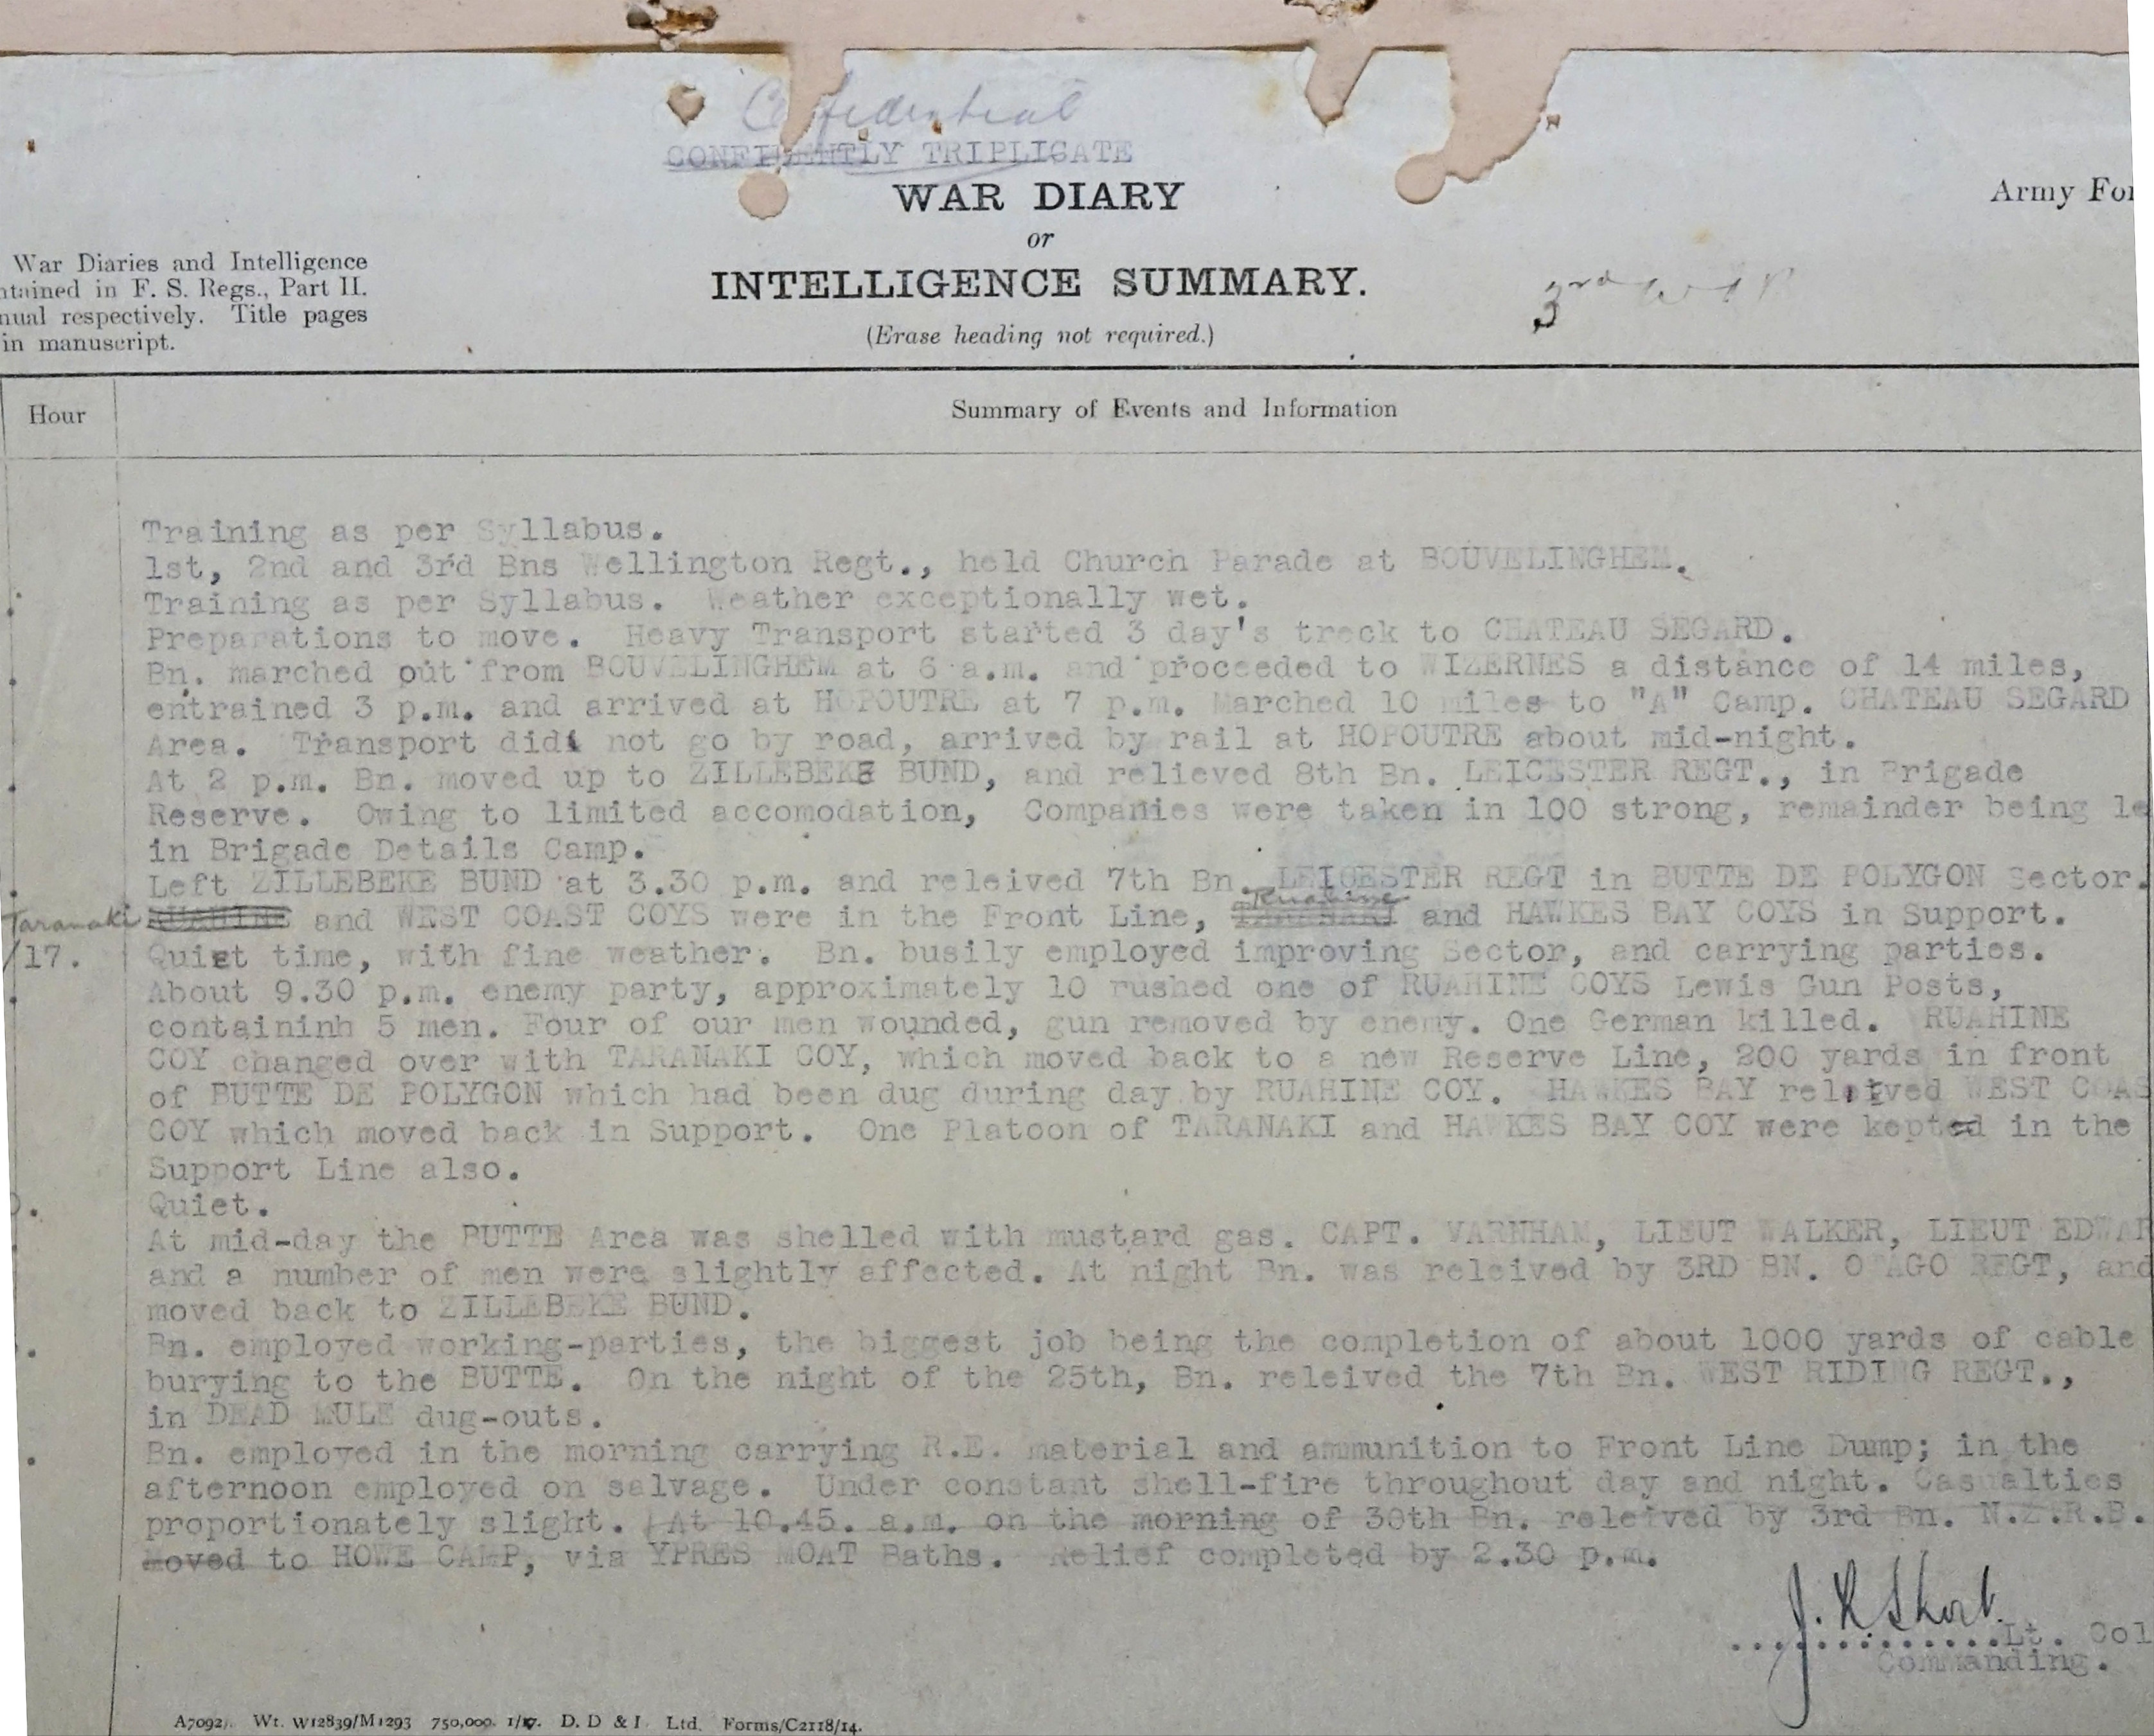 Confidential
CONFIDENTLY TRIPLICATE
WAR DIARY
or
INTELLIGENCE SUMMARY.
(Erase heading not required.)
Army For
War Diaries and Intelligence
ntained in F. S. Regs., Part II.
nual respectively. Title pages
in manuscript.
3rd
Hour
Summary of Events and Information
Training as per Syllabus.
1st, 2nd and 3rd Bns Wellington Regt., held Church Parade at BOUVELINGHEM.
Training as per Syllabus. Weather exceptionally wet.
Preparations to move. Heavy Transport started 3 day's treck to CHATEAU SEGARD.
Bn. marched out from BOUVELINGHEM at 6 a.m. and proceeded to WIZERNES a distance of 14 miles,
entrained 3 p.m. and arrived at HOPOUTRE at 7 p.m. Marched 10 miles to "A" Camp. CHATEAU SEGARD
Area. Transport did not go by road, arrived by rail at HOPOUTRE about mid-night.
At 2 p.m. Bn. moved up to ZILLEBEKE BUND, and relieved 8th Bn. LEICESTER REGT., in Brigade
Reserve. Owing to limited accomodation, Companies were taken in 100 strong, remainder being le
in Brigade Details Camp.
Left ZILLEBEKE BUND at 3.30 p.m. and releived 7th Bn. LEICESTER REGT in BUTTE DE POLYGON Sector.
Taranaki RUAHINE and WEST COAST COYS were in the Front Line, Ruahine TARANAKI and HAWKES BAY COYS in Support.
/17. Quiet time, with fine weather. Bn. busily employed improving Sector, and carrying parties.
About 9.30 p.m. enemy party, approximately 10 rushed one of RUAHINE COYS Lewis Gun Posts,
containinh 5 men. Four of our men wounded, gun removed by enemy. One German killed. RUAHINE
COY changed over with TARANAKI COY, which moved back to a new Reserve Line, 200 yards in front
of BUTTE DE POLYGON which had been dug during day by RUAHINE COY. HAWKES BAY releived WEST COAS
COY which moved back in Support. One Platoon of TARANAKI and HAWKES BAY COY were kepted in the
Support Line also.
Quiet.
At mid-day the BUTTE Area was shelled with mustard gas. CAPT. VARNHAM, LIEUT WALKER, LIEUT EDWAR
and a number of men were slightly affected. At night Bn. was releived by 3RD BN. OTAGO REGT, and
moved back to ZILLEBEKE BUND.
Bn. employed working-parties, the biggest job being the completion of about 1000 yards of cable
burying to the BUTTE. On the night of the 25th, Bn. releived the 7th Bn. WEST RIDING REGT.,
in DEAD MULE dug-outs.
Bn. employed in the morning carrying R.E. material and ammunition to Front Line Dump; in the
afternoon employed on salvage. Under constant shell-fire throughout day and night. Casualties
proportionately slight. At 10.45. a.m. on the morning of 30th Bn. releived by 3rd Bn. N.Z.R.B.
Moved to HOWE CAMP, via YPRES MOAT Baths. Relief completed by 2.30 p.m.
J. R Short.
Lt. Col
Commanding.
A7092. Wt. W12839/M1293 750,000. 1/17. D. D & I. Ltd. Forms/C2118/14.